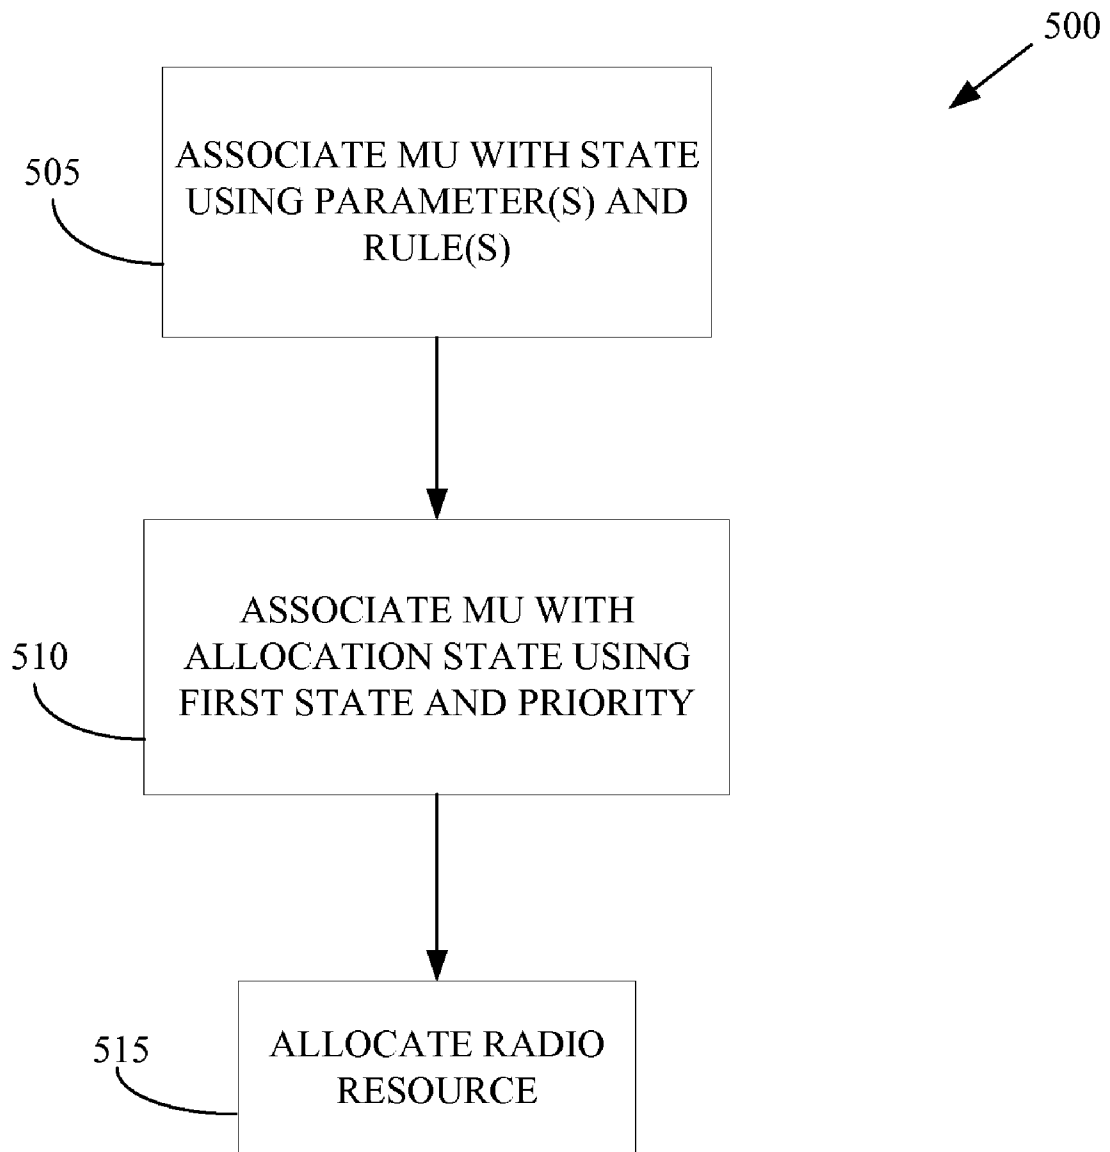 500
505
ASSOCIATE MU WITH STATE
USING PARAMETER(S) AND
RULE(S)
510
ASSOCIATE MU WITH
ALLOCATION STATE USING
FIRST STATE AND PRIORITY
515
ALLOCATE RADIO
RESOURCE